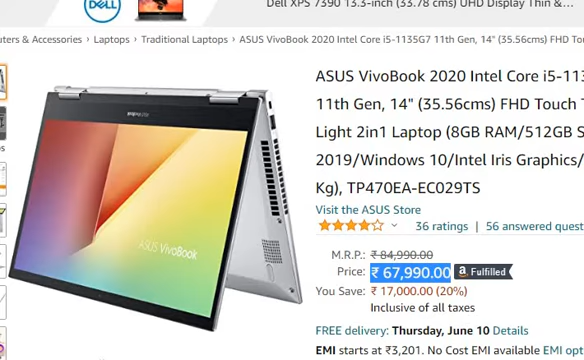 DELL
Dell XPS 7390 13.3-inch (33.78 cms) UHD Display Thin &...
uters & Accessories › Laptops › Traditional Laptops › ASUS VivoBook 2020 Intel Core i5-1135G7 11th Gen, 14" (35.56cms) FHD Tou
ASUS VivoBook 2020 Intel Core i5-113
11th Gen, 14" (35.56cms) FHD Touch T
Light 2in1 Laptop (8GB RAM/512GB S
2019/Windows 10/Intel Iris Graphics/
Kg), TP470EA-EC029TS
Visit the ASUS Store
36 ratings | 56 answered quest
ASUS VivoBook
M.R.P.: ₹ 84,990.00
Price: ₹ 67,990.00 a Fulfilled
You Save: ₹ 17,000.00 (20%)
Inclusive of all taxes
FREE delivery: Thursday, June 10 Details
EMI starts at ₹3,201. No Cost EMI available EMI opt